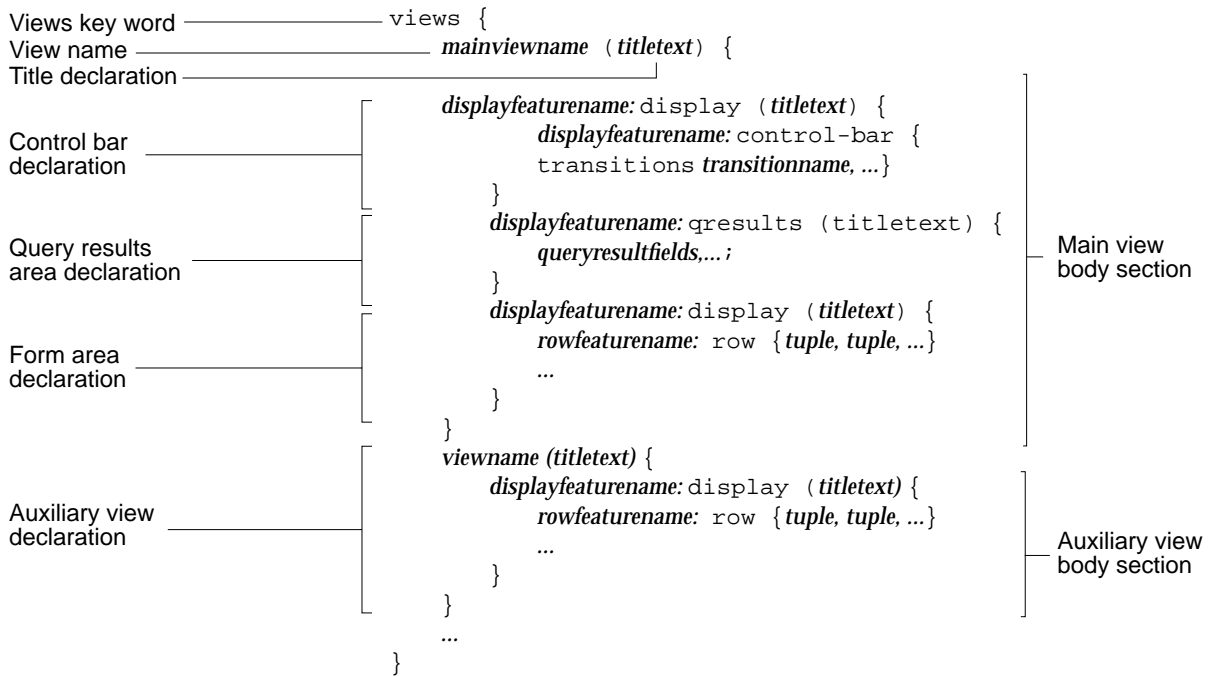 Views key word
views {
View name
mainviewname (titletext) {
Title declaration
displayfeaturename: display (titletext) {
displayfeaturename: control-bar {
Control bar
declaration
transitions transitionname, ...}
}
displayfeaturename: qresults (titletext) {
Query results
area declaration
queryresultfields,...;
}
Main view
body section
displayfeaturename: display (titletext) {
rowfeaturename: row {tuple, tuple, ...}
Form area
declaration
...
}
}
viewname (titletext) {
displayfeaturename: display (titletext) {
rowfeaturename: row {tuple, tuple, ...}
Auxiliary view
declaration
...
}
Auxiliary view
body section
}
...
}